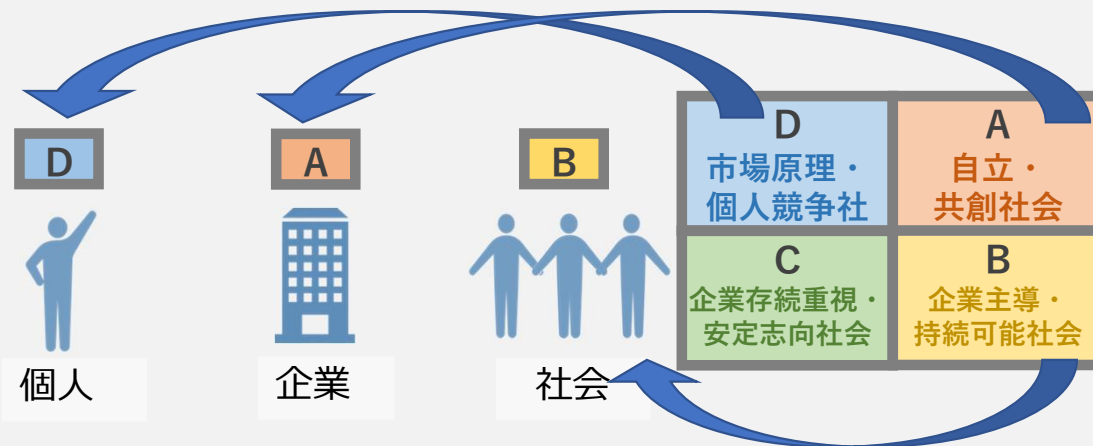 D
A
B
個人
企業
社会
D
市場原理・
個人競争社
A
自立・
共創社会
C
企業存続重視・
安定志向社会
B
企業主導・
持続可能社会